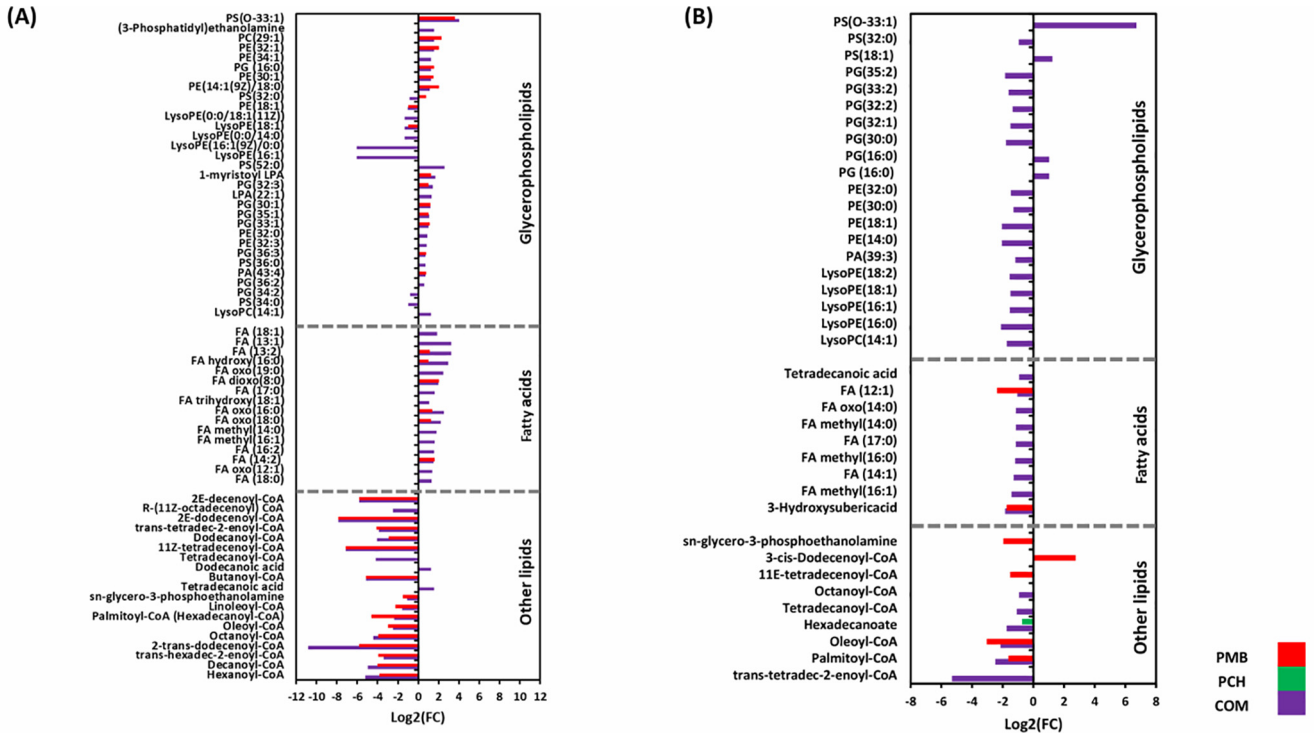 (A)
PS(O-33:1)
(3-Phosphatidyl)ethanolamine
PC(29:1)
PE(32:1)
PE(34:1)
PG (16:0)
PE(30:1)
PE(14:1(9Z)/18:0)
PS(32:0)
PE(18:1)
LysoPE(0:0/18:1(11Z))
LysoPE(18:1)
LysoPE(0:0/14:0)
LysoPE(16:1(9Z)/0:0)
LysoPE(16:1)
PS(52:0)
1-myristoyl LPA
PG(32:3)
LPA(22:1)
PG(30:1)
PG(35:1)
PG(33:1)
PE(32:0)
PE(32:3)
PG(36:3)
PS(36:0)
PA(43:4)
PG(36:2)
PG(34:2)
PS(34:0)
LysoPC(14:1)
Glycerophospholipids
FA (18:1)
FA (13:1)
FA (13:2)
FA hydroxy(16:0)
FA oxo(19:0)
FA dioxo(8:0)
FA (17:0)
FA trihydroxy(18:1)
FA oxo(16:0)
FA oxo(18:0)
FA methyl(14:0)
FA methyl(16:1)
FA (16:2)
FA (14:2)
FA oxo(12:1)
FA (18:0)
Fatty acids
2E-decenoyl-CoA
R-(11Z-octadecenoyl) CoA
2E-dodecenoyl-CoA
trans-tetradec-2-enoyl-CoA
Dodecanoyl-CoA
11Z-tetradecenoyl-CoA
Tetradecanoyl-CoA
Dodecanoic acid
Butanoyl-CoA
Tetradecanoic acid
sn-glycero-3-phosphoethanolamine
Linoleoyl-CoA
Palmitoyl-CoA (Hexadecanoyl-CoA)
Oleoyl-CoA
Octanoyl-CoA
2-trans-dodecenoyl-CoA
trans-hexadec-2-enoyl-CoA
Decanoyl-CoA
Hexanoyl-CoA
Other lipids
-12 -10 -8 -6 -4 -2 0 2 4 6 8 10 12
Log2(FC)
(B)
PS(O-33:1)
PS(32:0)
PS(18:1)
PG(35:2)
PG(33:2)
PG(32:2)
PG(32:1)
PG(30:0)
PG(16:0)
PG (16:0)
PE(32:0)
PE(30:0)
PE(18:1)
PE(14:0)
PA(39:3)
LysoPE(18:2)
LysoPE(18:1)
LysoPE(16:1)
LysoPE(16:0)
LysoPC(14:1)
Glycerophospholipids
Tetradecanoic acid
FA (12:1)
FA oxo(14:0)
FA methyl(14:0)
FA (17:0)
FA methyl(16:0)
FA (14:1)
FA methyl(16:1)
3-Hydroxysubericacid
Fatty acids
sn-glycero-3-phosphoethanolamine
3-cis-Dodecenoyl-CoA
11E-tetradecenoyl-CoA
Octanoyl-CoA
Tetradecanoyl-CoA
Hexadecanoate
Oleoyl-CoA
Palmitoyl-CoA
trans-tetradec-2-enoyl-CoA
Other lipids
-8 -6 -4 -2 0 2 4 6 8
Log2(FC)
PMB
PCH
COM